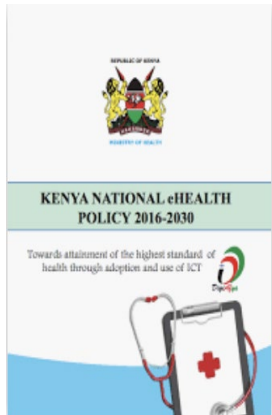 REPUBLIC OF KENYA
MINISTRY OF HEALTH
KENYA NATIONAL eHEALTH
POLICY 2016-2030
Towards attainment of the highest standard of
health through adoption and use of ICT